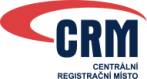 CRM
CENTRÁLNÍ
REGISTRAČNÍ MÍSTO